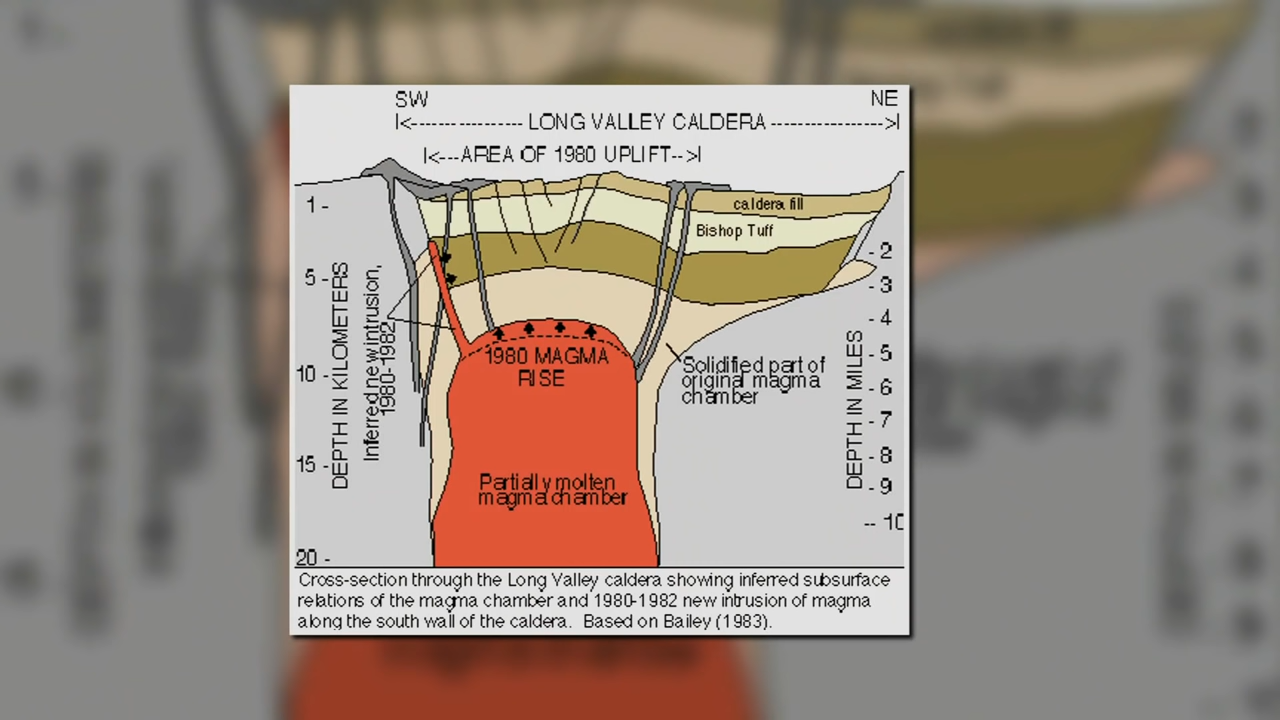 SW
NE
|<--------------- LONG VALLEY CALDERA --------------->|
|<---AREA OF 1980 UPLIFT-->|
1 -
5 -
10 -
15 -
20 -
DEPTH IN KILOMETERS
Inferred new intrusion,
1980-1982
caldera fill
Bishop Tuff
1980 MAGMA
RISE
Solidified part of
original magma
chamber
Partially molten
magma chamber
DEPTH IN MILES
- 2
- 3
- 4
- 5
- 6
- 7
- 8
- 9
-- 10
Cross-section through the Long Valley caldera showing inferred subsurface
relations of the magma chamber and 1980-1982 new intrusion of magma
along the south wall of the caldera. Based on Bailey (1983).